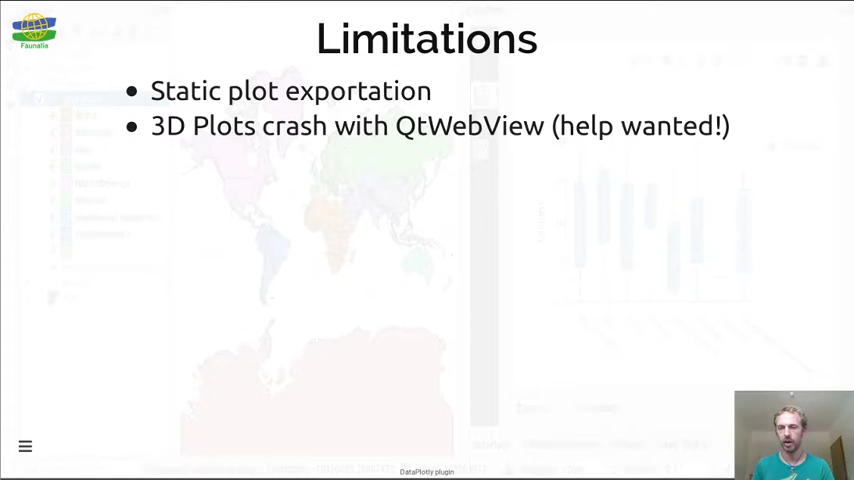 Faunalia
Limitations
Static plot exportation
3D Plots crash with QtWebView (help wanted!)
DataPlotly plugin